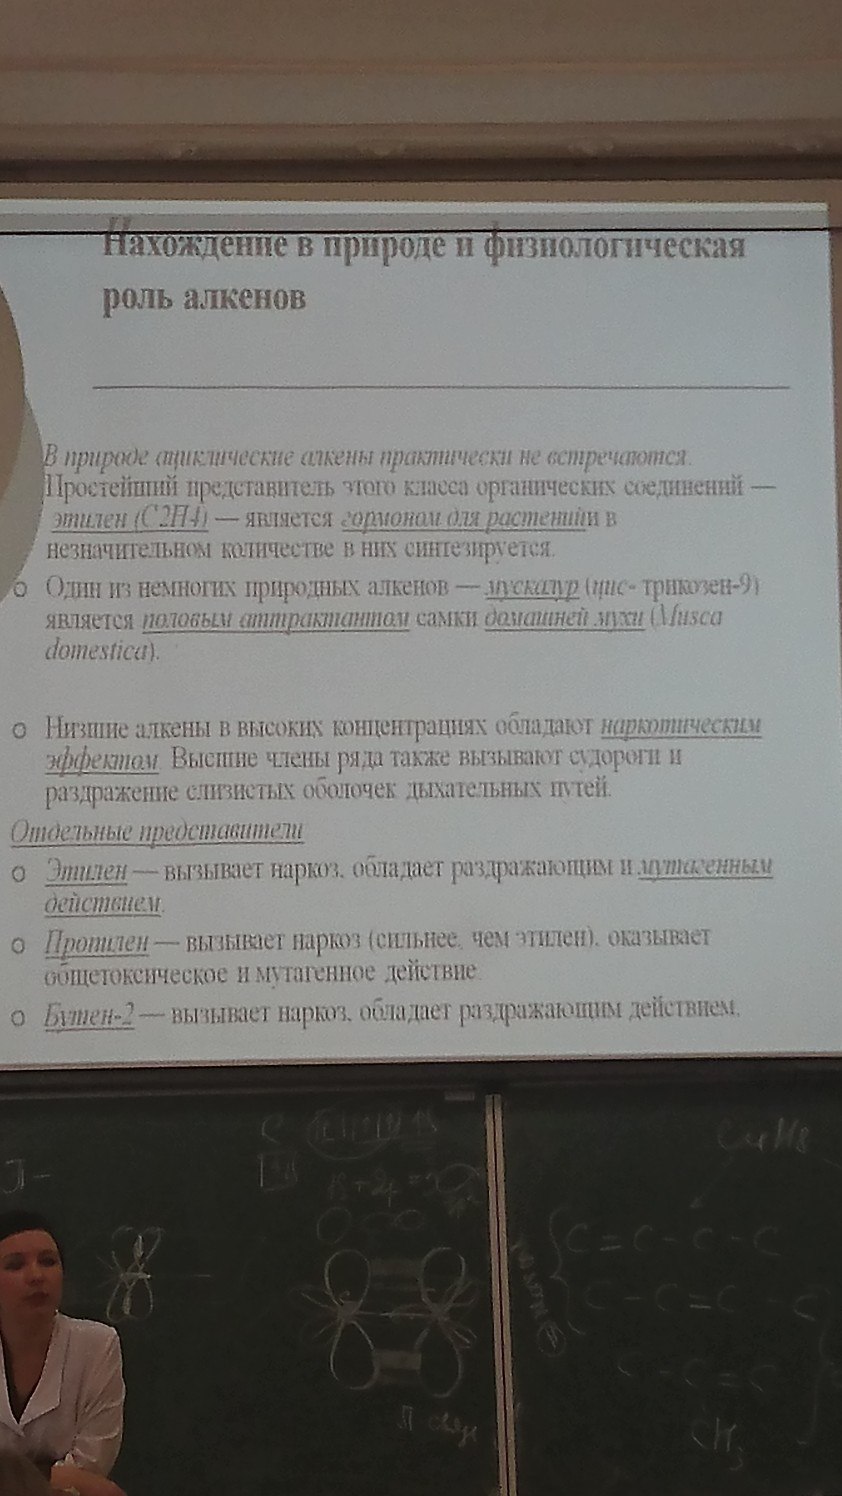 Нахождение в природе и физиологическая
роль алкенов
В природе ациклические алкены практически не встречаются.
Простейший представитель этого класса органических соединений —
этилен (C2H4) — является гормоном для растений и в
незначительном количестве в них синтезируется.
Один из немногих природных алкенов — мускалур (цис- трикозен-9)
является половым аттрактантом самки домашней мухи (Musca
domestica).
Низшие алкены в высоких концентрациях обладают наркотическим
эффектом. Высшие члены ряда также вызывают судороги и
раздражение слизистых оболочек дыхательных путей.
Отдельные представители
Этилен — вызывает наркоз, обладает раздражающим и мутагенным
действием.
Пропилен — вызывает наркоз (сильнее, чем этилен), оказывает
общетоксическое и мутагенное действие.
Бутен-2 — вызывает наркоз, обладает раздражающим действием.
C4H8
C = C - C - C
C - C = C - C
C - C = C
CH3